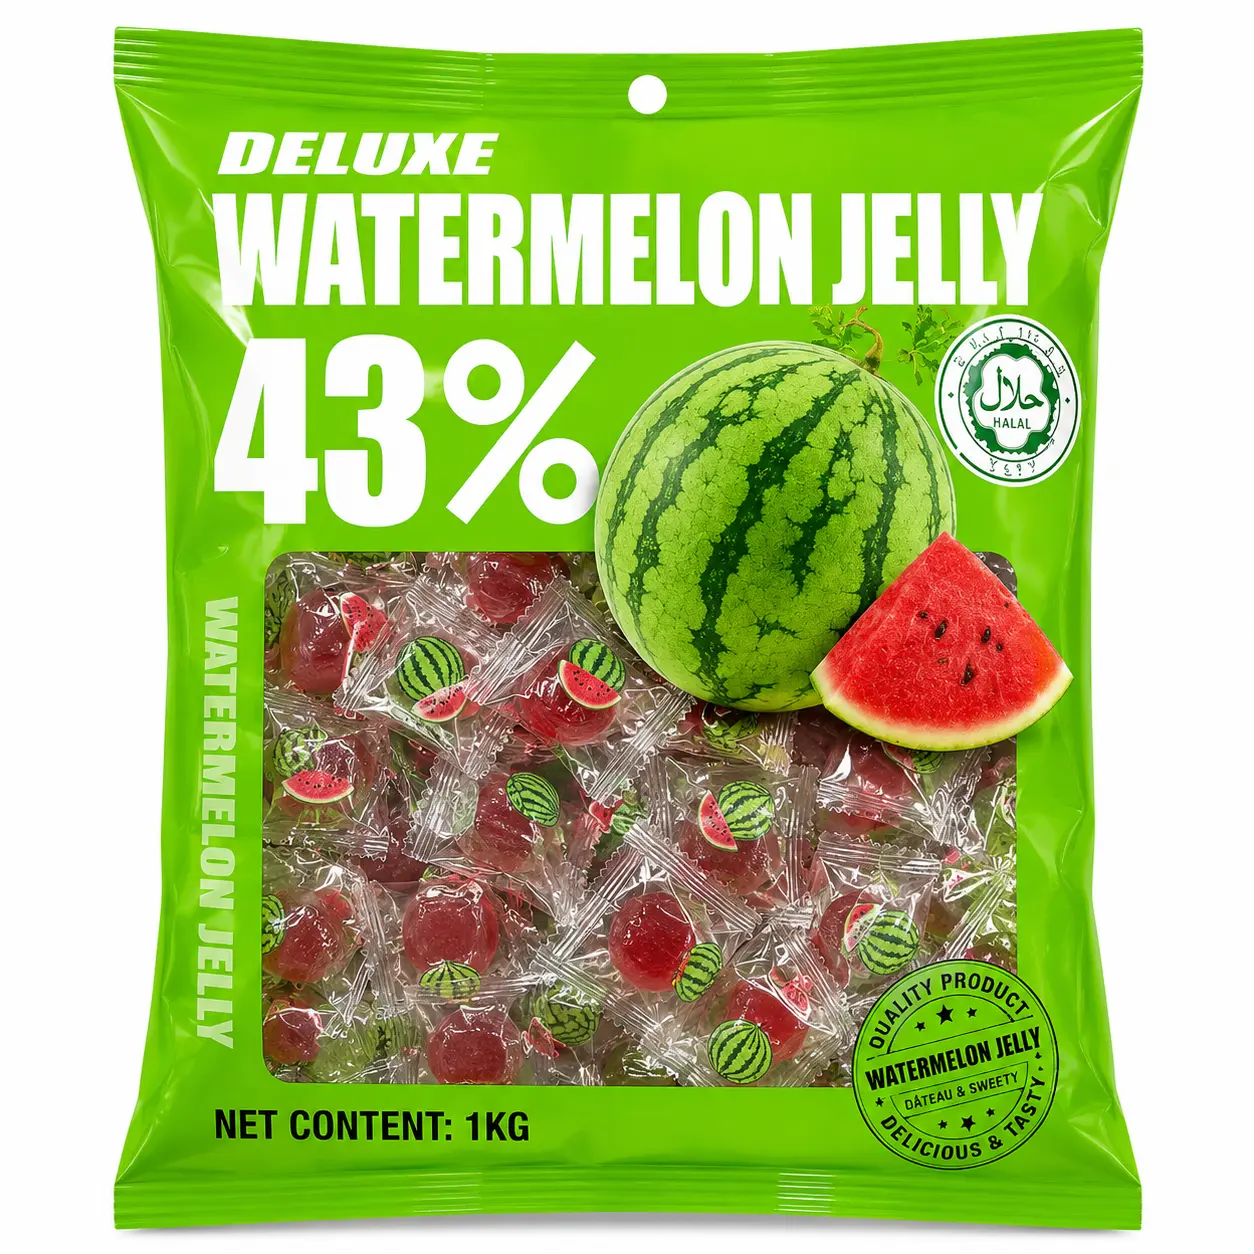 DELUXE
WATERMELON JELLY
43%
حلال
HALAL
WATERMELON JELLY
QUALITY PRODUCT
WATERMELON JELLY
DÂTEAU & SWEETY
DELICIOUS & TASTY
NET CONTENT: 1KG